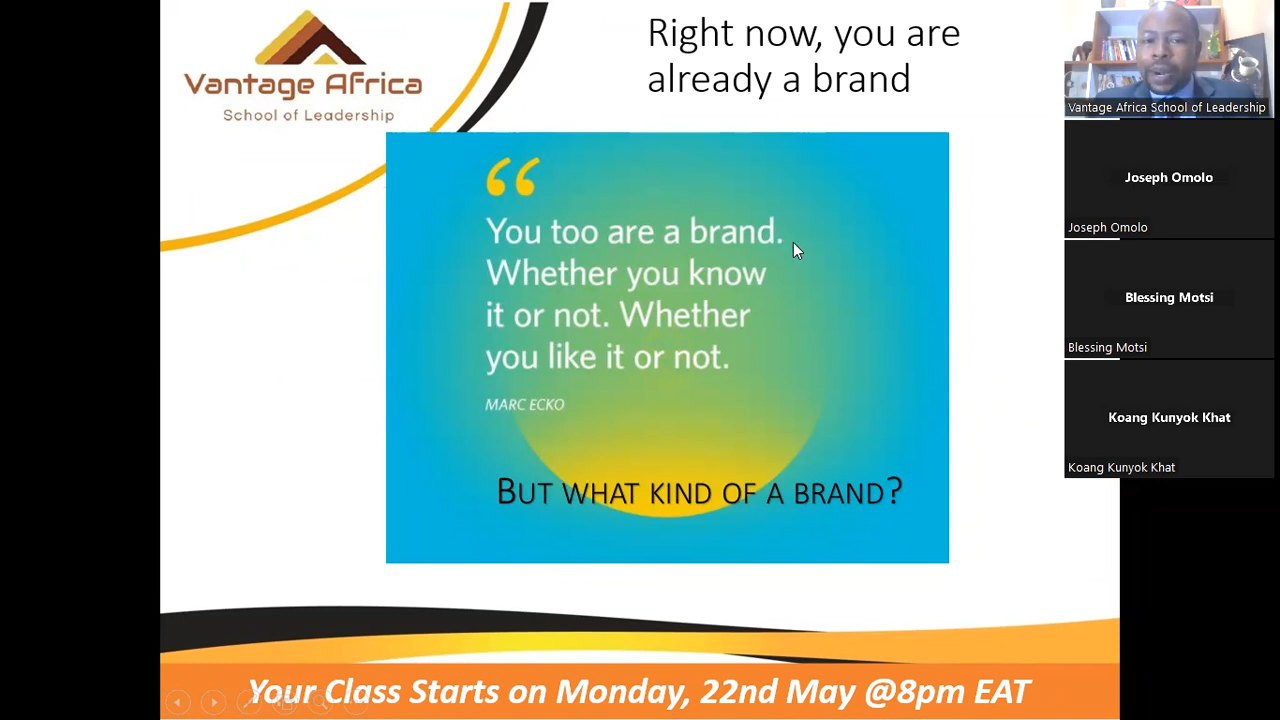 Vantage Africa
School of Leadership
Right now, you are
already a brand
“
You too are a brand.
Whether you know
it or not. Whether
you like it or not.
MARC ECKO
BUT WHAT KIND OF A BRAND?
Your Class Starts on Monday, 22nd May @8pm EAT
Vantage Africa School of Leadership
Joseph Omolo
Joseph Omolo
Blessing Motsi
Blessing Motsi
Koang Kunyok Khat
Koang Kunyok Khat